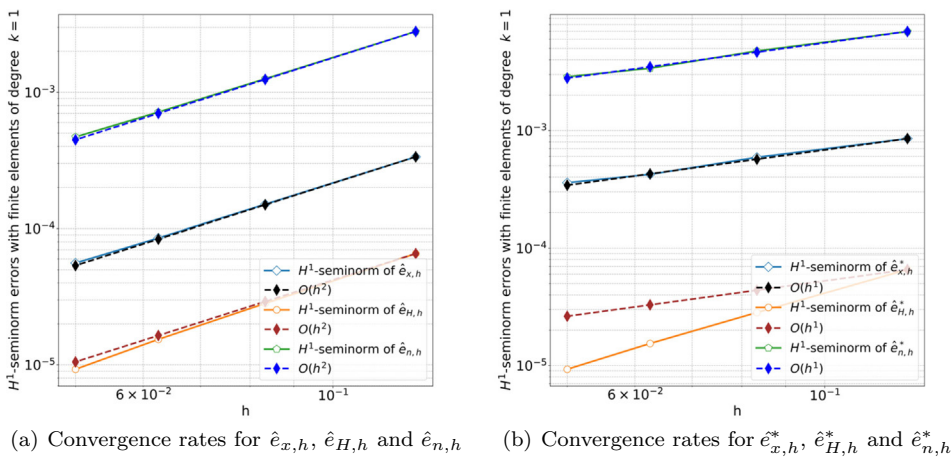 H¹-seminorm errors with finite elements of degree k = 1
10⁻³
10⁻⁴
10⁻⁵
H¹-seminorm of ê_{x,h}
O(h²)
H¹-seminorm of ê_{H,h}
O(h²)
H¹-seminorm of ê_{n,h}
O(h²)
6 × 10⁻²
10⁻¹
h
(a) Convergence rates for ê_{x,h}, ê_{H,h} and ê_{n,h}
H¹-seminorm errors with finite elements of degree k = 1
10⁻³
10⁻⁴
10⁻⁵
H¹-seminorm of ê*_{x,h}
O(h¹)
H¹-seminorm of ê*_{H,h}
O(h¹)
H¹-seminorm of ê*_{n,h}
O(h¹)
6 × 10⁻²
10⁻¹
h
(b) Convergence rates for ê*_{x,h}, ê*_{H,h} and ê*_{n,h}